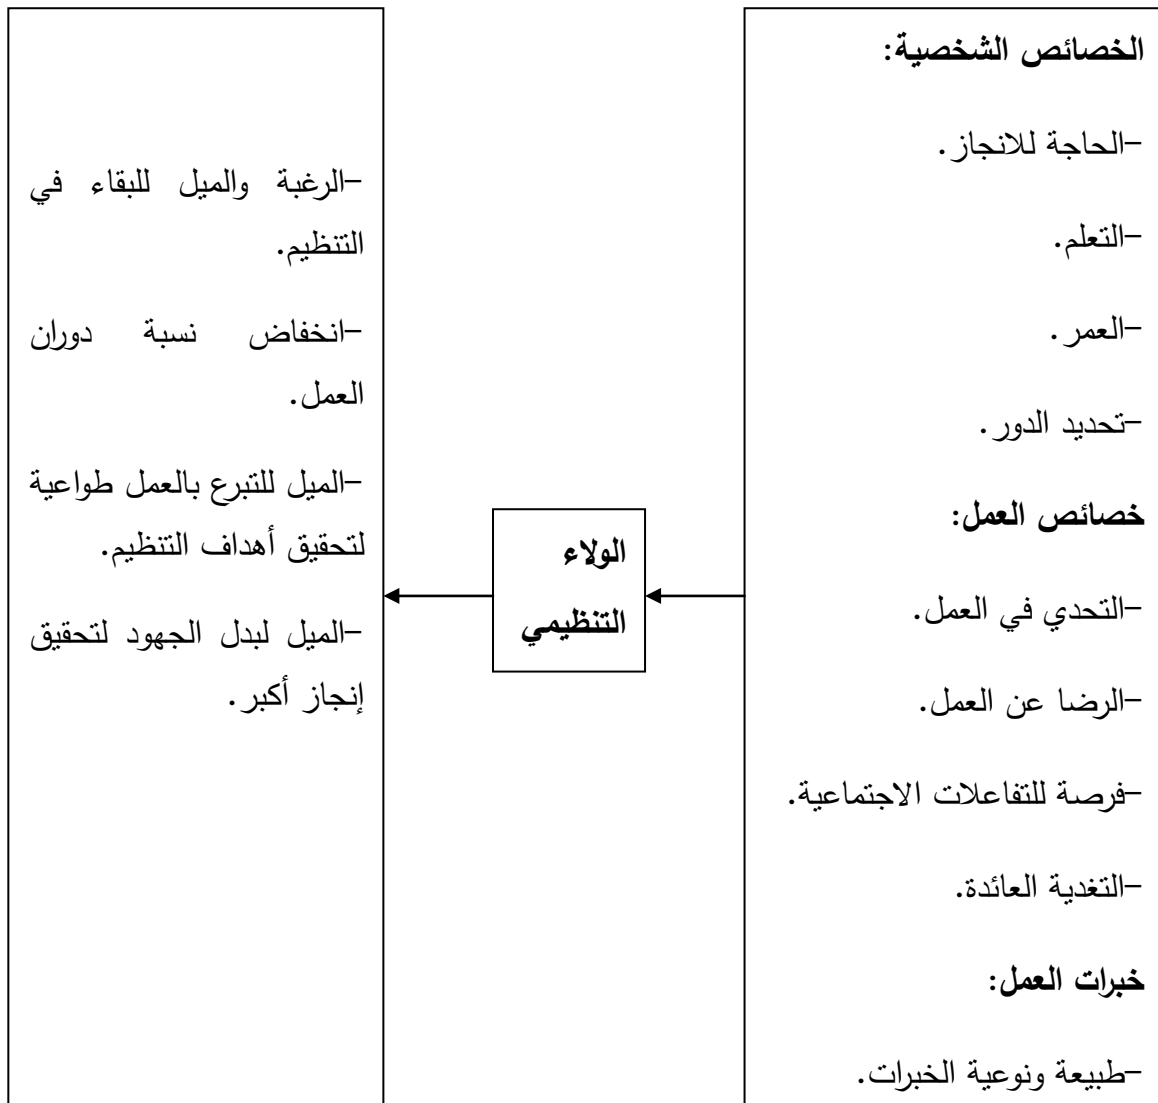 الخصائص الشخصية:
-الحاجة للانجاز.
-التعلم.
-العمر.
-تحديد الدور.
خصائص العمل:
-التحدي في العمل.
-الرضا عن العمل.
-فرصة للتفاعلات الاجتماعية.
-التغدية العائدة.
خبرات العمل:
-طبيعة ونوعية الخبرات.
الولاء
التنظيمي
-الرغبة والميل للبقاء في
التنظيم.
-انخفاض نسبة دوران
العمل.
-الميل للتبرع بالعمل طواعية
لتحقيق أهداف التنظيم.
-الميل لبدل الجهود لتحقيق
إنجاز أكبر.